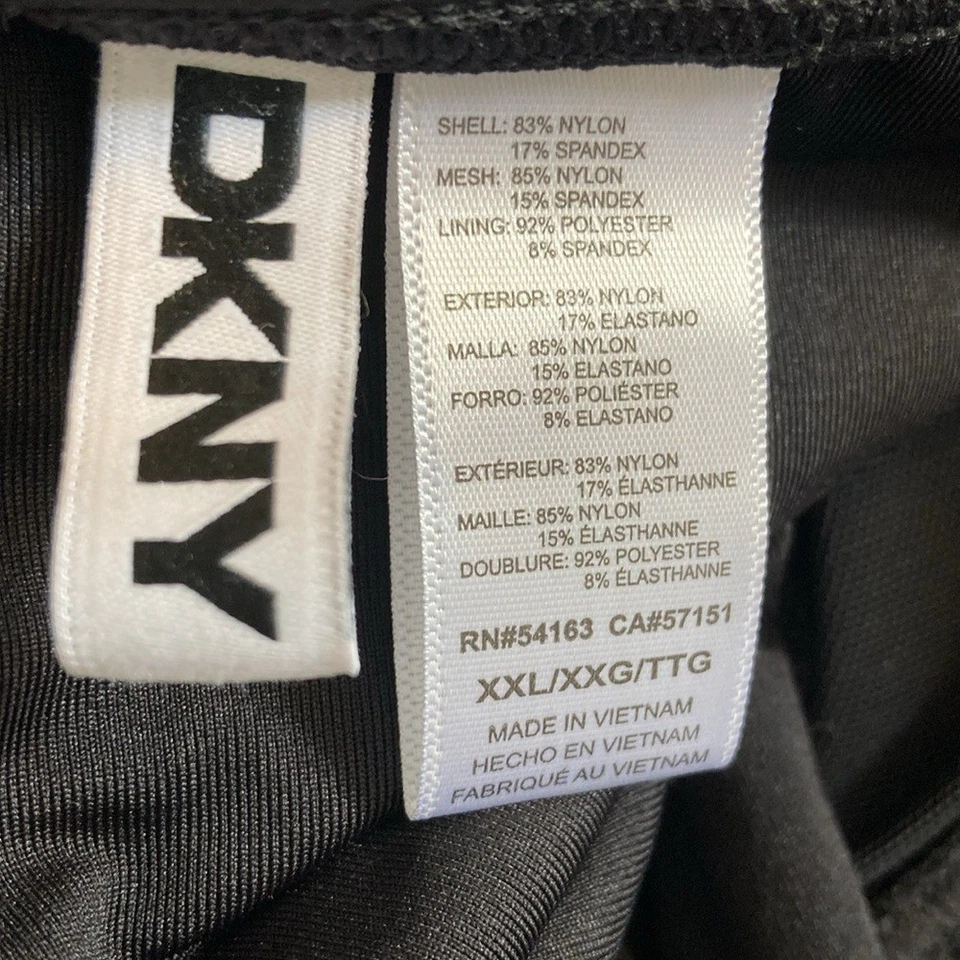 DKNY
SHELL: 83% NYLON
17% SPANDEX
MESH: 85% NYLON
15% SPANDEX
LINING: 92% POLYESTER
8% SPANDEX
EXTERIOR: 83% NYLON
17% ELASTANO
MALLA: 85% NYLON
15% ELASTANO
FORRO: 92% POLIÉSTER
8% ELASTANO
EXTÉRIEUR: 83% NYLON
17% ÉLASTHANNE
MAILLE: 85% NYLON
15% ÉLASTHANNE
DOUBLURE: 92% POLYESTER
8% ÉLASTHANNE
RN#54163 CA#57151
XXL/XXG/TTG
MADE IN VIETNAM
HECHO EN VIETNAM
FABRIQUÉ AU VIETNAM